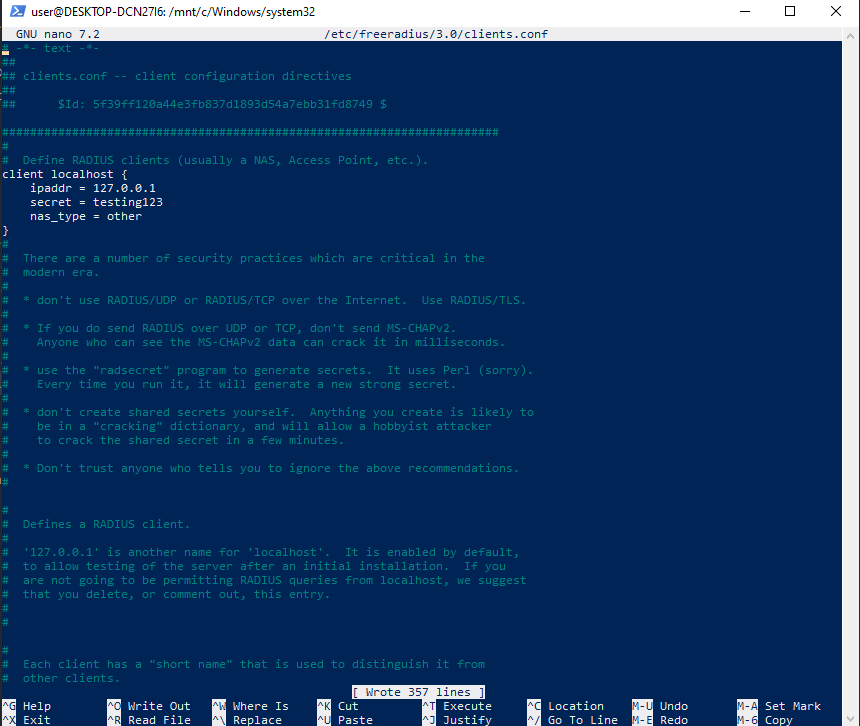 user@DESKTOP-DCN27I6: /mnt/c/Windows/system32
GNU nano 7.2 /etc/freeradius/3.0/clients.conf
# -*- text -*-
##
## clients.conf -- client configuration directives
##
## $Id: 5f39ff120a44e3fb837d1893d54a7ebb31fd8749 $

#######################################################################
#
# Define RADIUS clients (usually a NAS, Access Point, etc.).
client localhost {
    ipaddr = 127.0.0.1
    secret = testing123
    nas_type = other
}
#
# There are a number of security practices which are critical in the
# modern era.
#
# * don't use RADIUS/UDP or RADIUS/TCP over the Internet. Use RADIUS/TLS.
#
# * If you do send RADIUS over UDP or TCP, don't send MS-CHAPv2.
#   Anyone who can see the MS-CHAPv2 data can crack it in milliseconds.
#
# * use the "radsecret" program to generate secrets. It uses Perl (sorry).
#   Every time you run it, it will generate a new strong secret.
#
# * don't create shared secrets yourself. Anything you create is likely to
#   be in a "cracking" dictionary, and will allow a hobbyist attacker
#   to crack the shared secret in a few minutes.
#
# * Don't trust anyone who tells you to ignore the above recommendations.
#

#
# Defines a RADIUS client.
#
# '127.0.0.1' is another name for 'localhost'. It is enabled by default,
# to allow testing of the server after an initial installation. If you
# are not going to be permitting RADIUS queries from localhost, we suggest
# that you delete, or comment out, this entry.
#
#

#
# Each client has a "short name" that is used to distinguish it from
# other clients.
[ Wrote 357 lines ]
^G Help ^O Write Out ^W Where Is ^K Cut ^T Execute ^C Location M-U Undo M-A Set Mark
^X Exit ^R Read File ^\ Replace ^U Paste ^J Justify ^/ Go To Line M-E Redo M-6 Copy